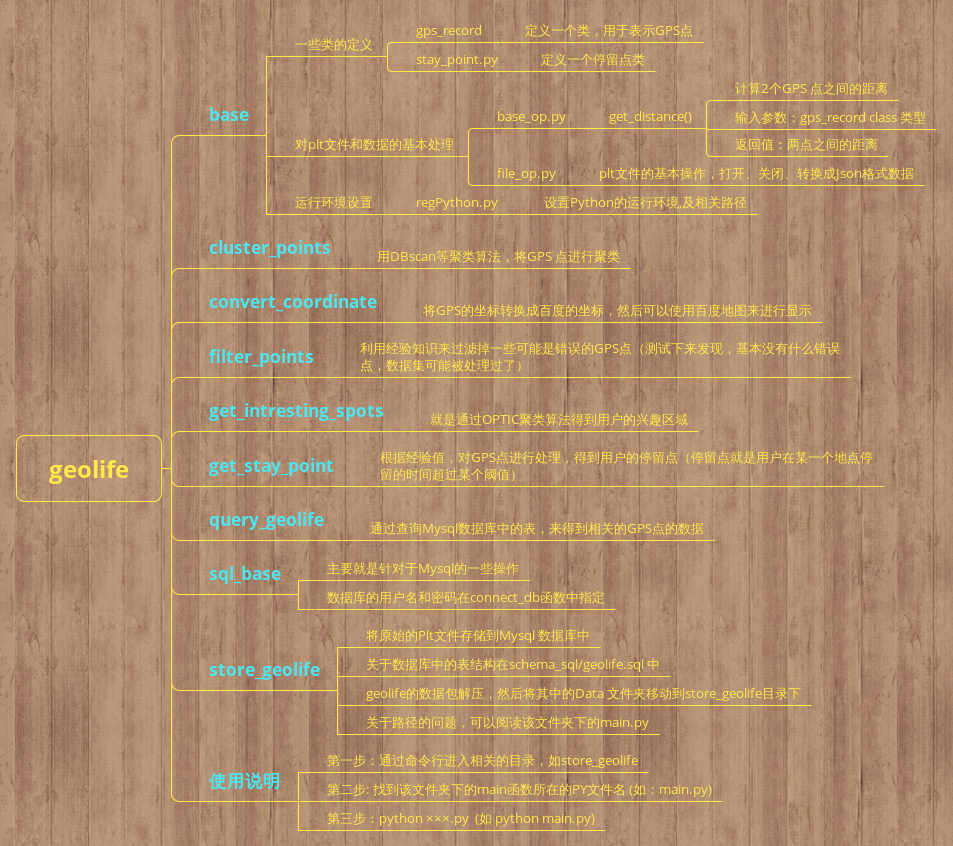 geolife
base
一些类的定义
gps_record
定义一个类，用于表示GPS点
stay_point.py
定义一个停留点类
对plt文件和数据的基本处理
base_op.py
get_distance()
计算2个GPS 点之间的距离
输入参数：gps_record class 类型
返回值：两点之间的距离
file_op.py
plt文件的基本操作，打开、关闭、转换成Json格式数据
运行环境设置
regPython.py
设置Python的运行环境,及相关路径
cluster_points
用DBscan等聚类算法，将GPS 点进行聚类
convert_coordinate
将GPS的坐标转换成百度的坐标，然后可以使用百度地图来进行显示
filter_points
利用经验知识来过滤掉一些可能是错误的GPS点（测试下来发现，基本没有什么错误
点，数据集可能被处理过了）
get_intresting_spots
就是通过OPTIC聚类算法得到用户的兴趣区域
get_stay_point
根据经验值，对GPS点进行处理，得到用户的停留点（停留点就是用户在某一个地点停
留的时间超过某个阈值）
query_geolife
通过查询Mysql数据库中的表，来得到相关的GPS点的数据
sql_base
主要就是针对于Mysql的一些操作
数据库的用户名和密码在connect_db函数中指定
store_geolife
将原始的Plt文件存储到Mysql 数据库中
关于数据库中的表结构在schema_sql/geolife.sql 中
geolife的数据包解压，然后将其中的Data 文件夹移动到store_geolife目录下
关于路径的问题，可以阅读该文件夹下的main.py
使用说明
第一步：通过命令行进入相关的目录，如store_geolife
第二步: 找到该文件夹下的main函数所在的PY文件名 (如：main.py)
第三步：python ×××.py  (如 python main.py)